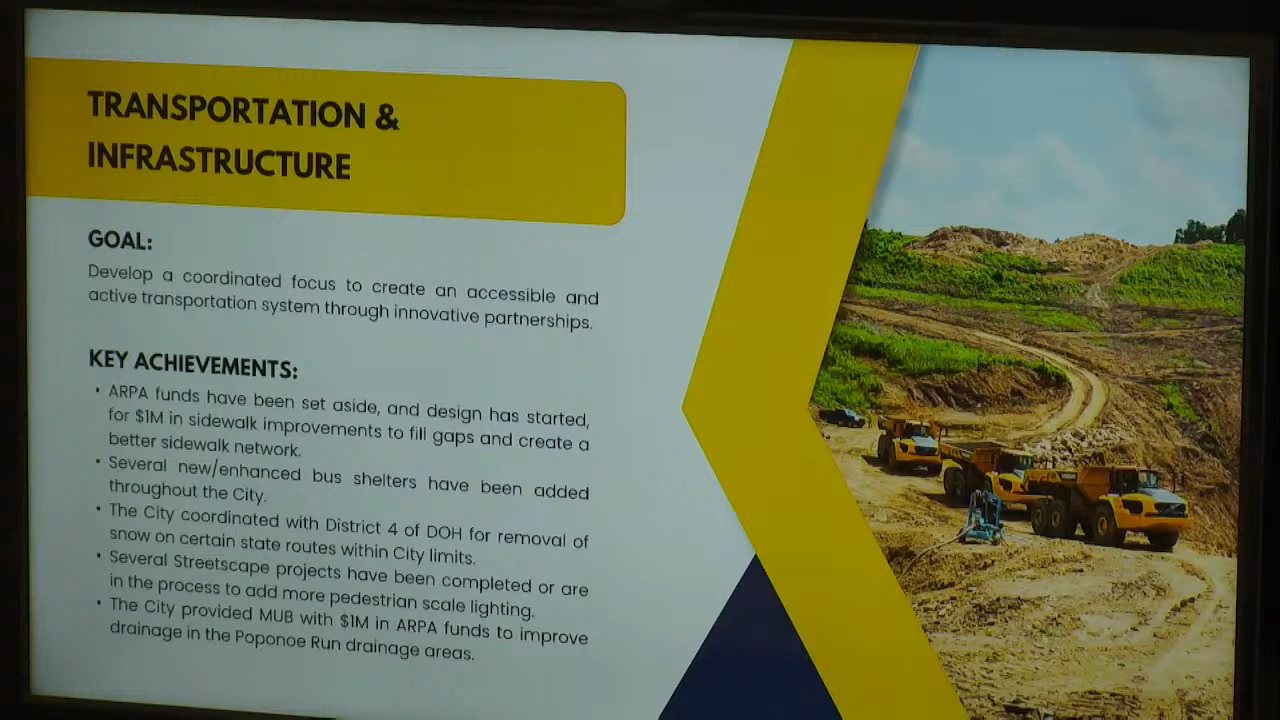 TRANSPORTATION &
INFRASTRUCTURE
GOAL:
Develop a coordinated focus to create an accessible and
active transportation system through innovative partnerships.
KEY ACHIEVEMENTS:
• ARPA funds have been set aside, and design has started,
for $1M in sidewalk improvements to fill gaps and create a
better sidewalk network.
• Several new/enhanced bus shelters have been added
throughout the City.
• The City coordinated with District 4 of DOH for removal of
snow on certain state routes within City limits.
• Several Streetscape projects have been completed or are
in the process to add more pedestrian scale lighting.
• The City provided MUB with $1M in ARPA funds to improve
drainage in the Poponoe Run drainage areas.